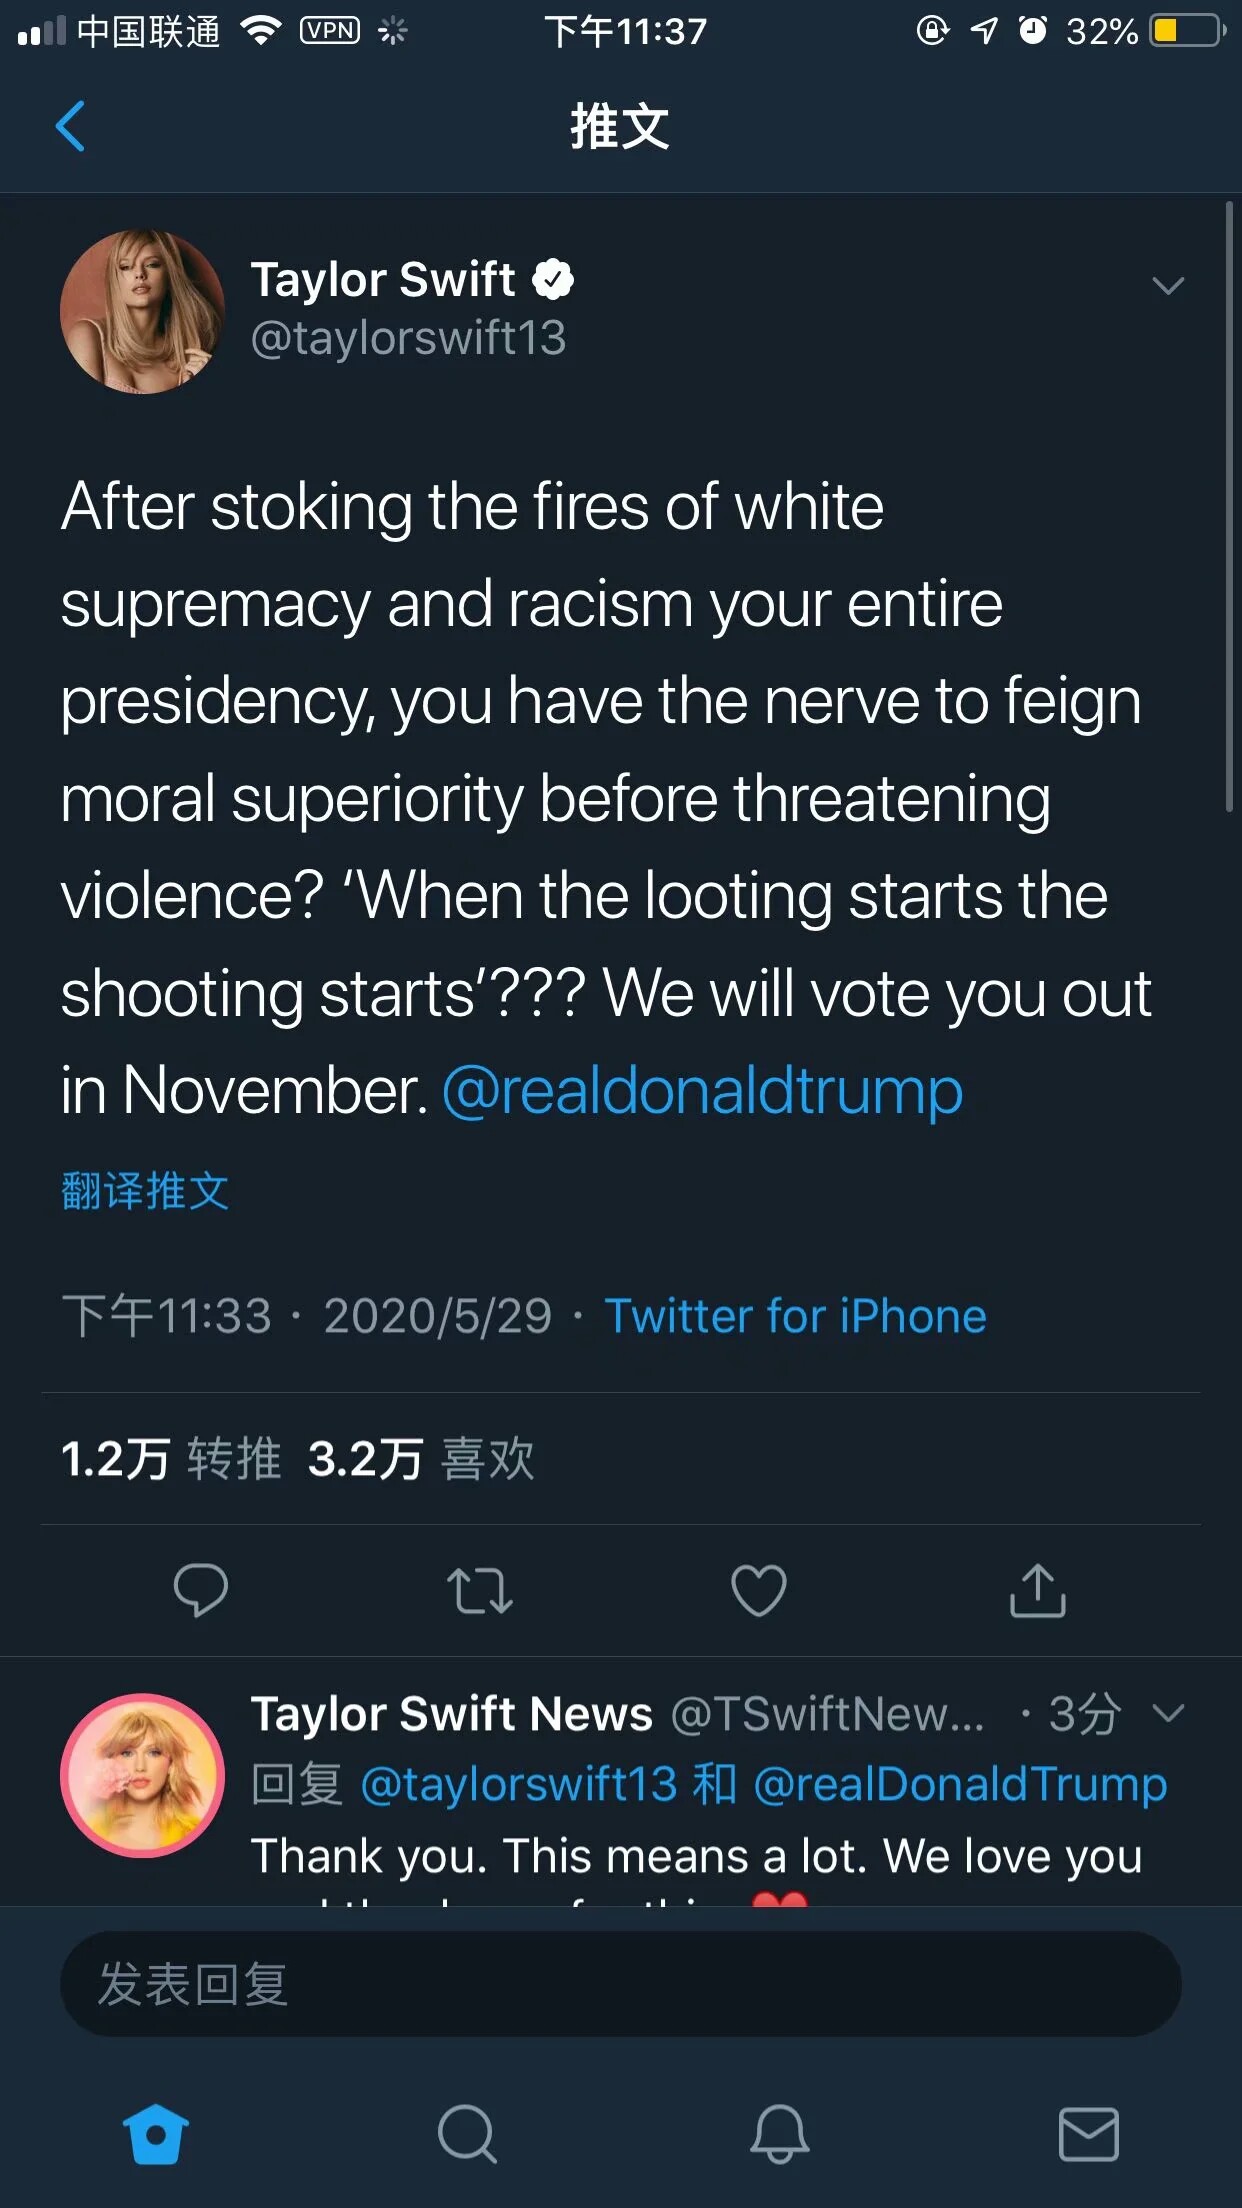 中国联通 VPN 下午11:37 32%
推文
Taylor Swift
@taylorswift13
After stoking the fires of white
supremacy and racism your entire
presidency, you have the nerve to feign
moral superiority before threatening
violence? ‘When the looting starts the
shooting starts’??? We will vote you out
in November. @realdonaldtrump
翻译推文
下午11:33 · 2020/5/29 · Twitter for iPhone
1.2万 转推 3.2万 喜欢
Taylor Swift News @TSwiftNew... · 3分
回复 @taylorswift13 和 @realDonaldTrump
Thank you. This means a lot. We love you
发表回复